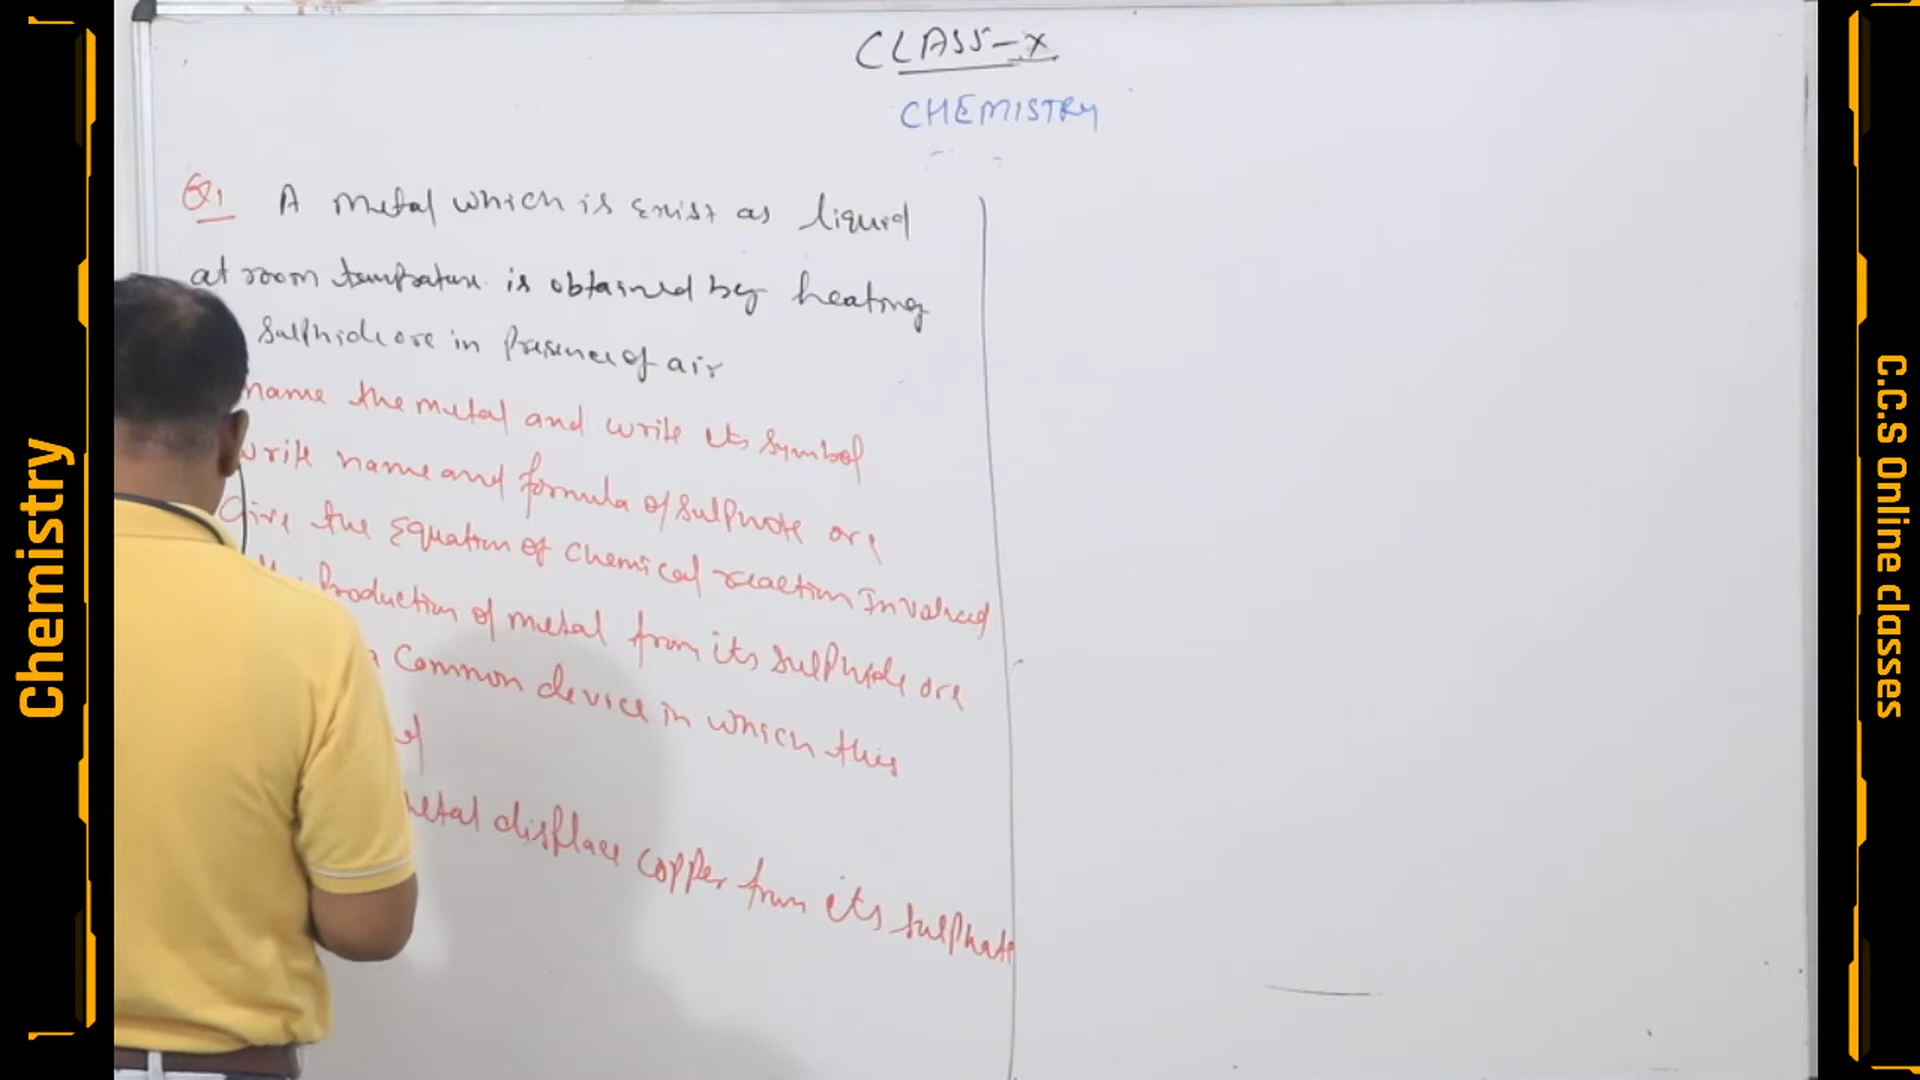 CLASS-X
CHEMISTRY
Q1 A metal which is exist as liquid
at room temprature is obtained by heating
sulphide ore in presence of air
name the metal and write its symbol
write name and formula of sulphide ore
Give the Equation of chemical reaction Involved
Production of metal from its sulphide ore
Common device in which this
metal displace copper from its sulphate
Chemistry
C.C.S Online classes